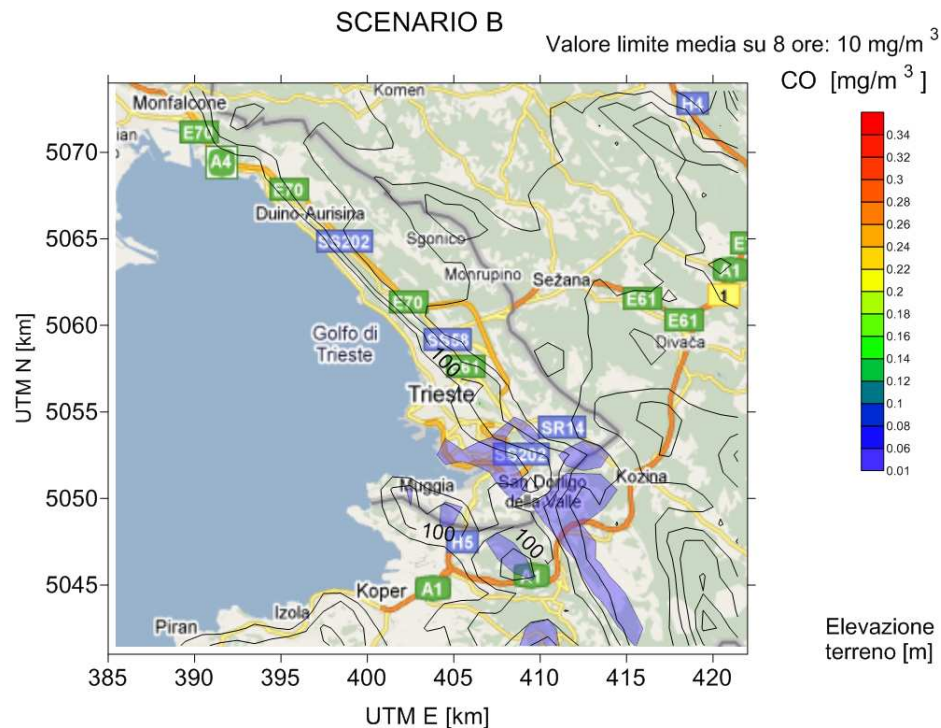 SCENARIO B
Valore limite media su 8 ore: 10 mg/m 3
CO [mg/m 3 ]
Monfalcone
Komen
H4
E70
A4
E70
Duino-Aurisina
SS202
Sgonico
Monrupino
Sežana
A1
1
E70
E61
E61
Golfo di
Trieste
SS58
Divača
100
E61
Trieste
SR14
SS202
Kozina
Muggia
San Dorligo
della Valle
100
H5
100
A1
Koper
A1
Izola
Piran
5070
5065
5060
5055
5050
5045
UTM N [km]
385 390 395 400 405 410 415 420
UTM E [km]
0.34
0.32
0.3
0.28
0.26
0.24
0.22
0.2
0.18
0.16
0.14
0.12
0.1
0.08
0.06
0.01
Elevazione
terreno [m]